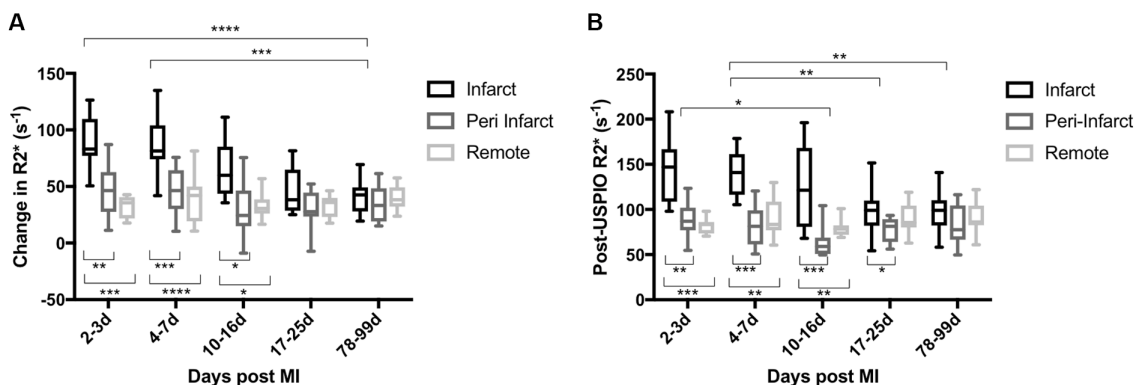 A
****
***
Change in R2* (s-1)
150
100
50
0
-50
Infarct
Peri Infarct
Remote
**
***
***
****
*
*
2-3d
4-7d
10-16d
17-25d
78-99d
Days post MI
B
**
**
*
Post-USPIO R2* (s-1)
250
200
150
100
50
0
Infarct
Peri-Infarct
Remote
**
***
***
**
***
**
*
2-3d
4-7d
10-16d
17-25d
78-99d
Days post MI